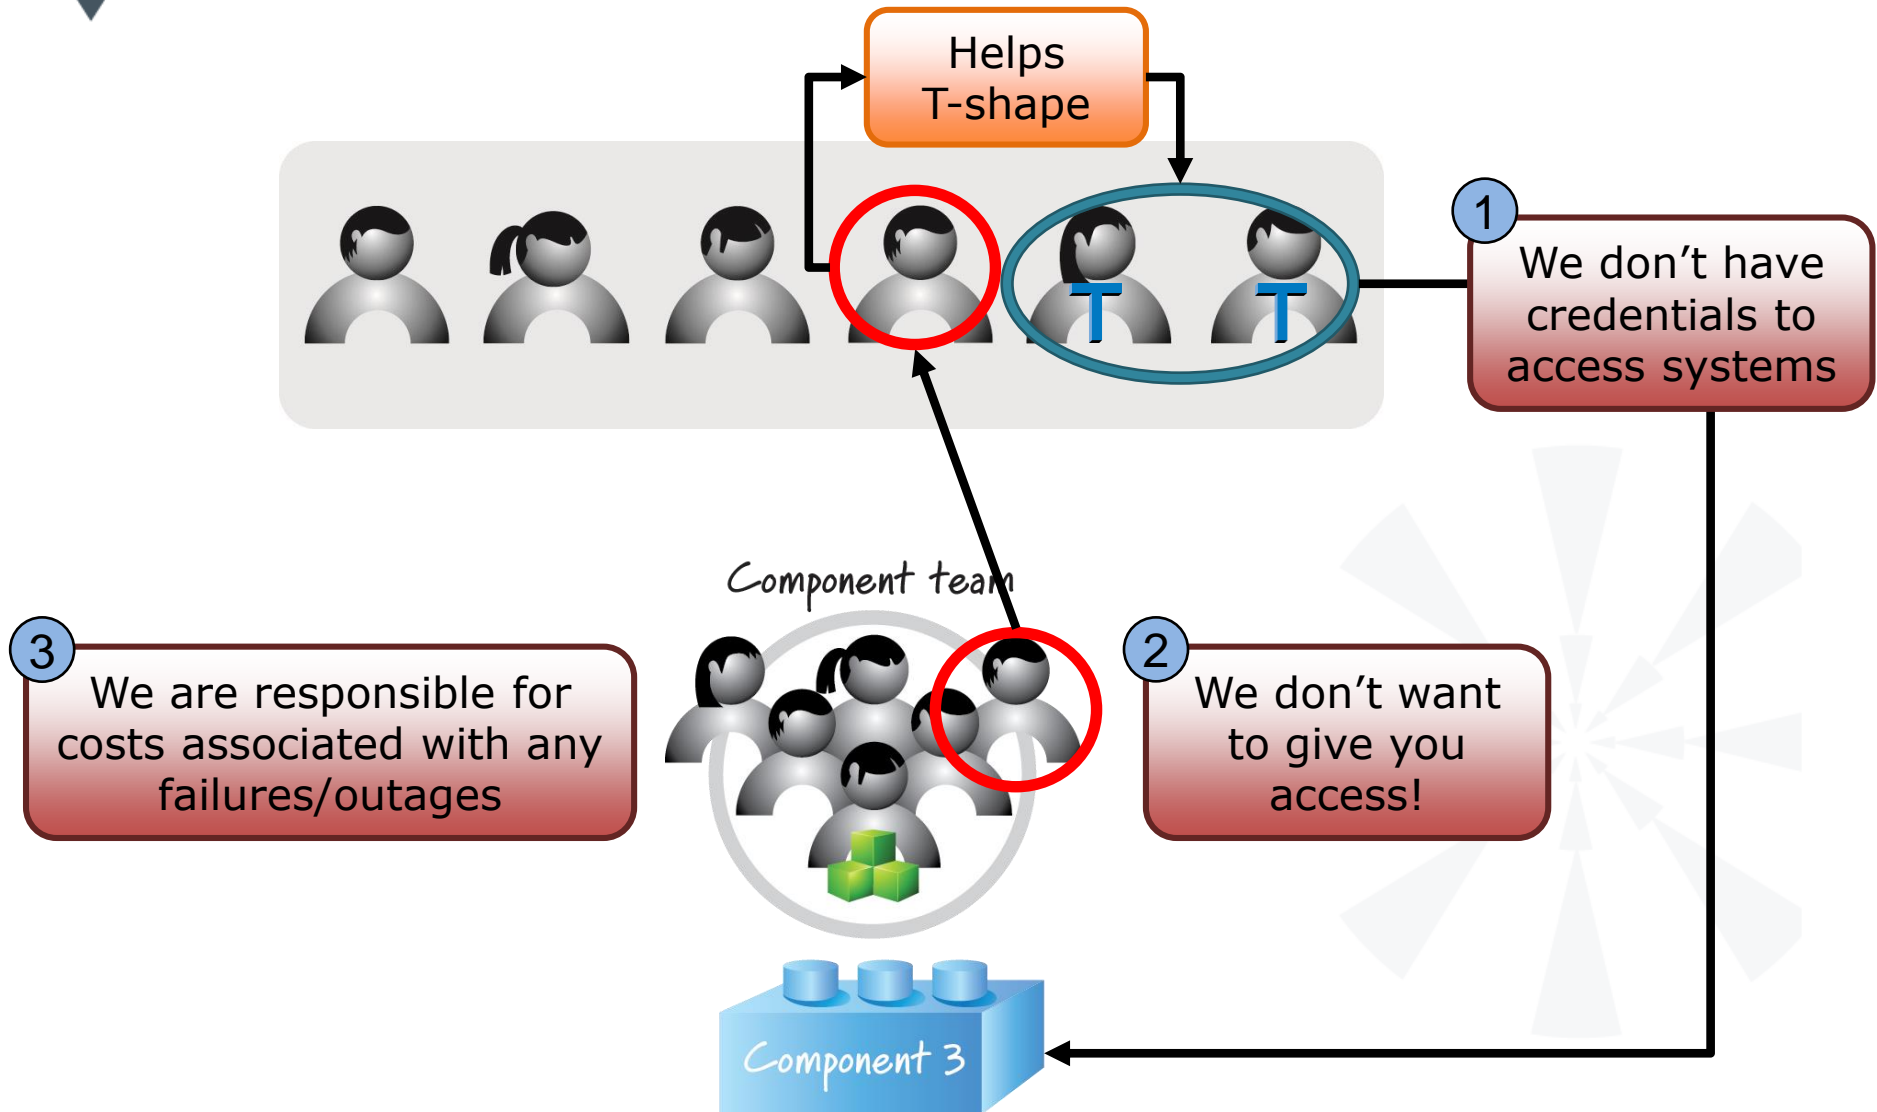 Helps
T-shape
1
We don't have
credentials to
access systems
T
T
Component team
3
We are responsible for
costs associated with any
failures/outages
2
We don't want
to give you
access!
Component 3